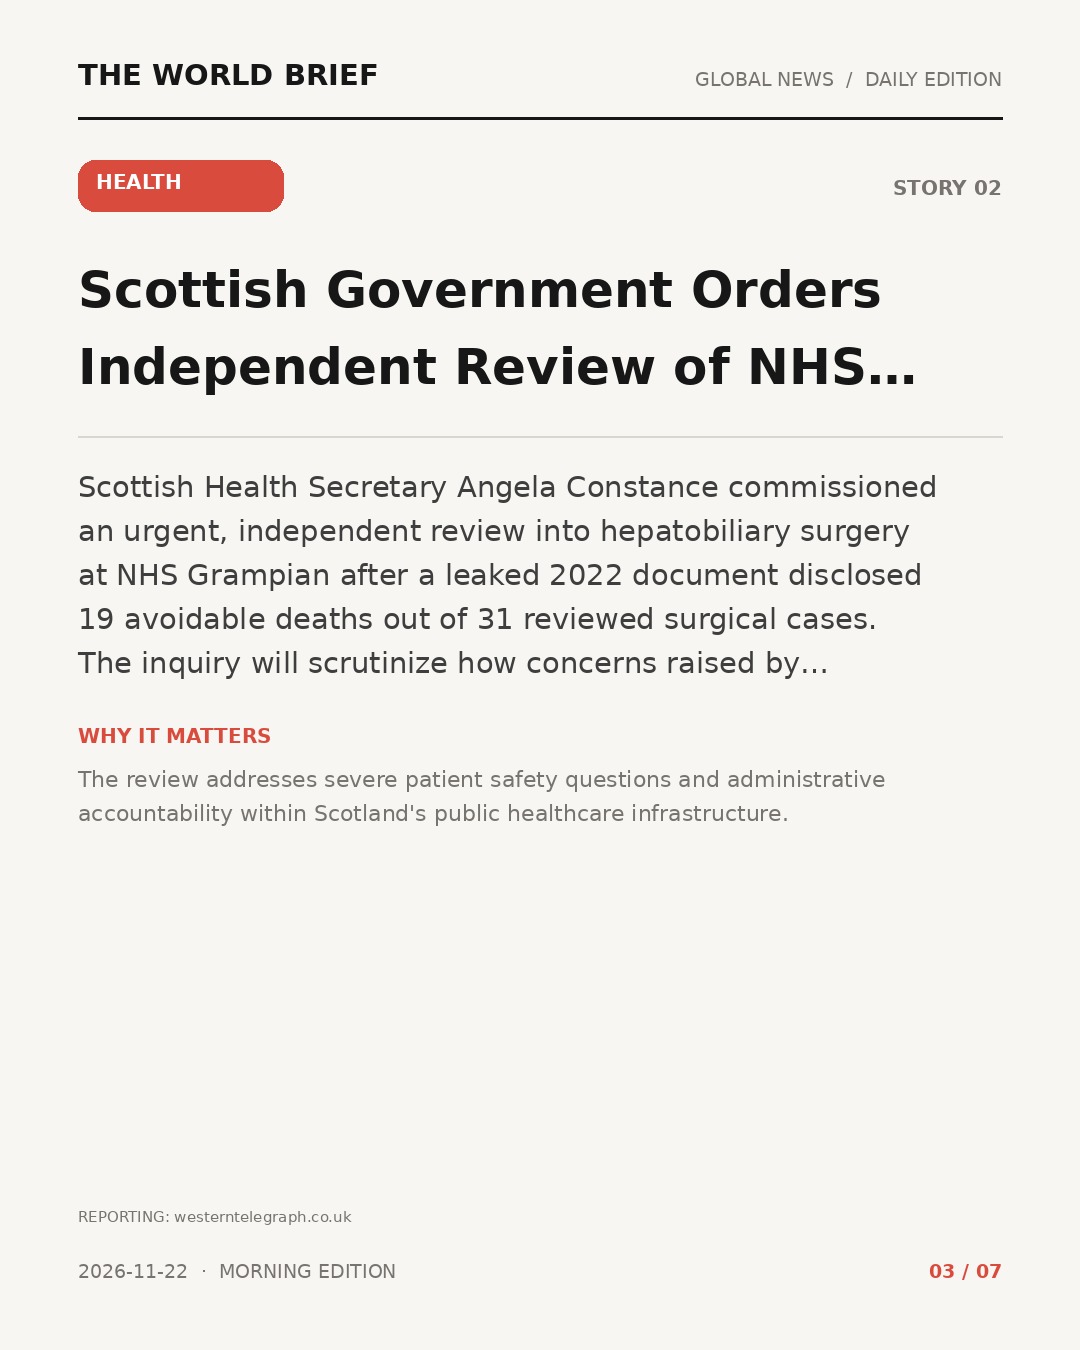 THE WORLD BRIEF
GLOBAL NEWS / DAILY EDITION
HEALTH
STORY 02
Scottish Government Orders
Independent Review of NHS…
Scottish Health Secretary Angela Constance commissioned
an urgent, independent review into hepatobiliary surgery
at NHS Grampian after a leaked 2022 document disclosed
19 avoidable deaths out of 31 reviewed surgical cases.
The inquiry will scrutinize how concerns raised by…
WHY IT MATTERS
The review addresses severe patient safety questions and administrative
accountability within Scotland's public healthcare infrastructure.
REPORTING: westerntelegraph.co.uk
2026-11-22 · MORNING EDITION
03 / 07